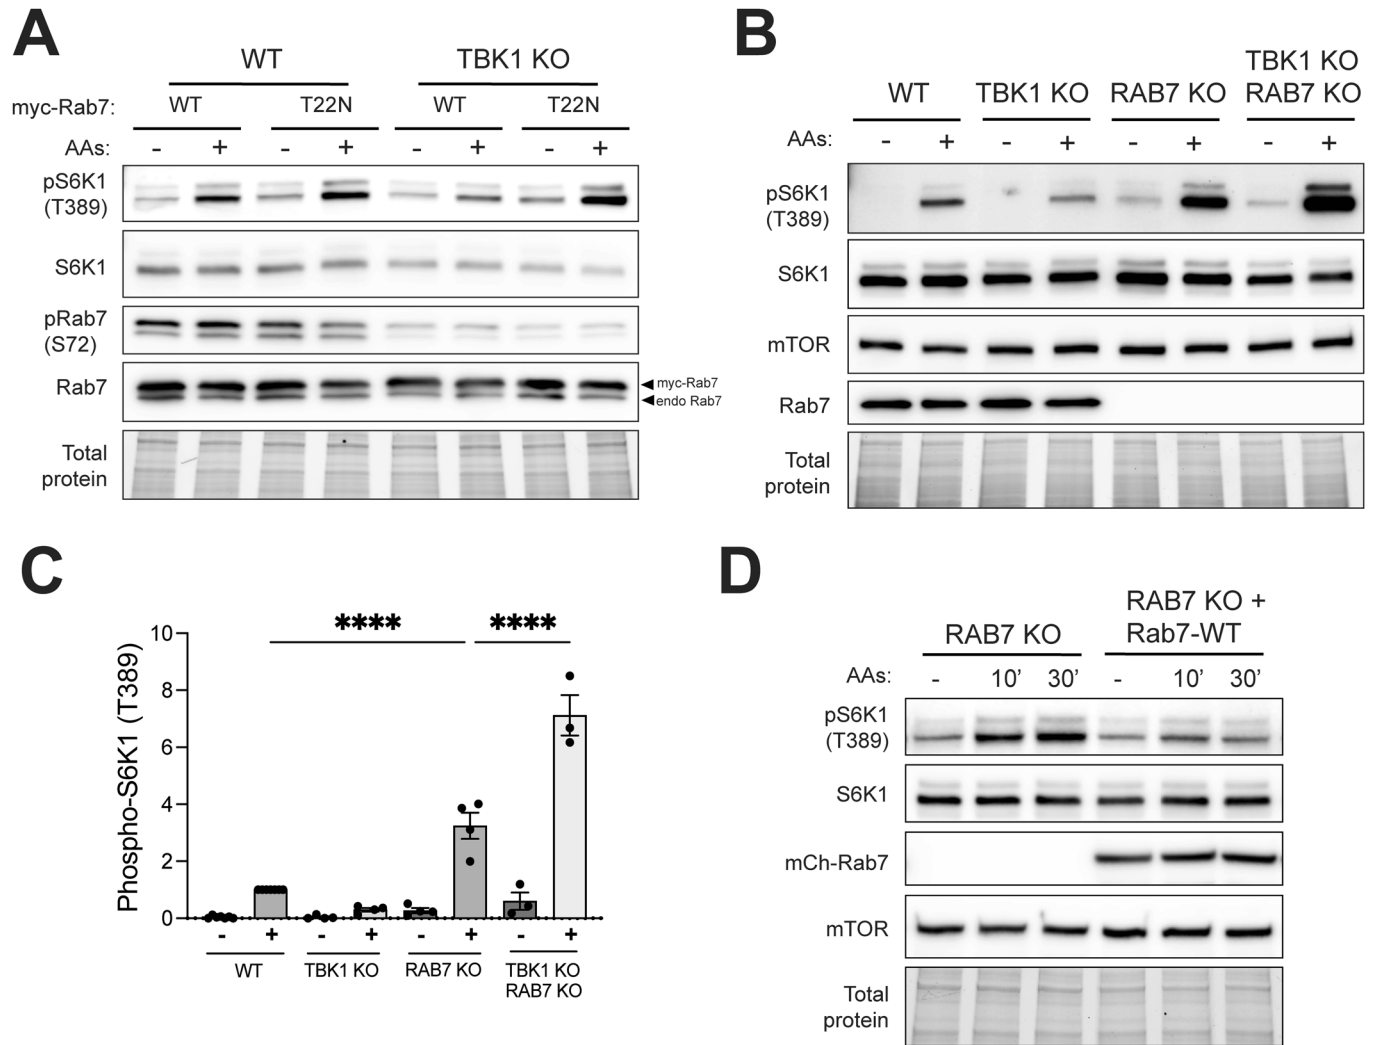 A
WT TBK1 KO
myc-Rab7: WT T22N WT T22N
AAs: - + - + - + - +
pS6K1
(T389)
S6K1
pRab7
(S72)
Rab7
myc-Rab7
endo Rab7
Total
protein
B
WT TBK1 KO RAB7 KO TBK1 KO
RAB7 KO
AAs: - + - + - + - +
pS6K1
(T389)
S6K1
mTOR
Rab7
Total
protein
C
Phospho-S6K1 (T389)
10
8
6
4
2
0
**** ****
- + - + - + - +
WT TBK1 KO RAB7 KO TBK1 KO
RAB7 KO
D
RAB7 KO RAB7 KO +
Rab7-WT
AAs: - 10’ 30’ - 10’ 30’
pS6K1
(T389)
S6K1
mCh-Rab7
mTOR
Total
protein